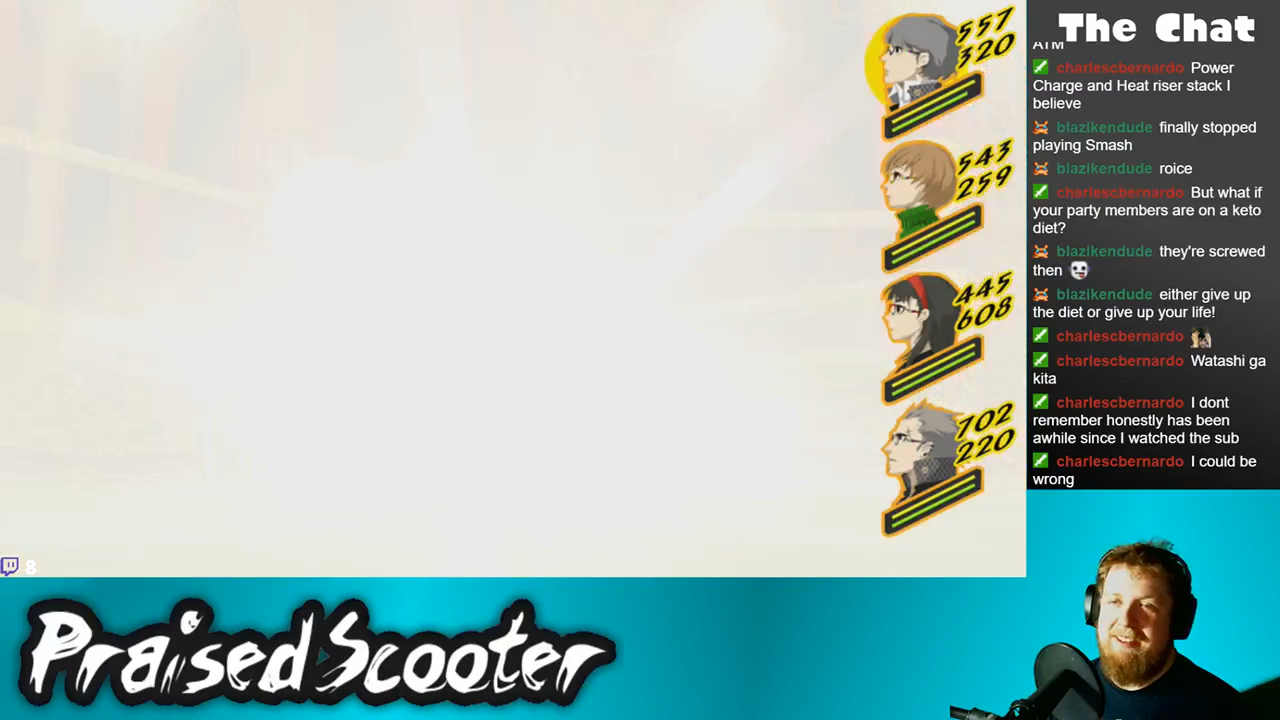 557
320
543
259
445
608
702
220
8
The Chat
ATM
charlescbernardo Power
Charge and Heat riser stack I
believe
blazikendude finally stopped
playing Smash
blazikendude roice
charlescbernardo But what if
your party members are on a keto
diet?
blazikendude they're screwed
then
blazikendude either give up
the diet or give up your life!
charlescbernardo
charlescbernardo Watashi ga
kita
charlescbernardo I dont
remember honestly has been
awhile since I watched the sub
charlescbernardo I could be
wrong
PraisedScooter